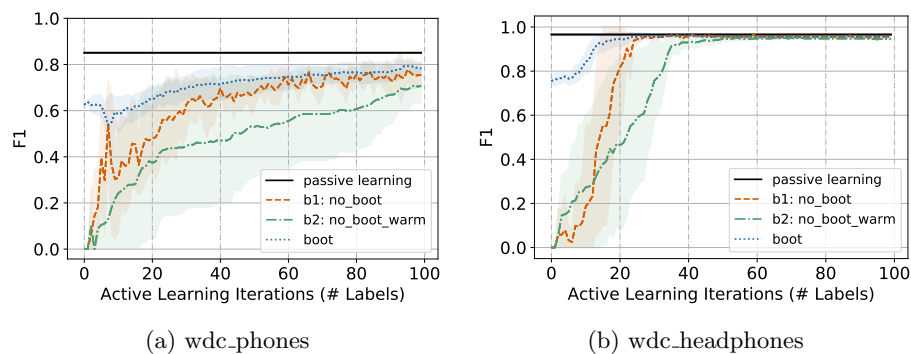 1.0
0.8
0.6
0.4
0.2
0.0
F1
0 20 40 60 80 100
Active Learning Iterations (# Labels)
passive learning
b1: no_boot
b2: no_boot_warm
boot
(a) wdc_phones
1.0
0.8
0.6
0.4
0.2
0.0
F1
0 20 40 60 80 100
Active Learning Iterations (# Labels)
passive learning
b1: no_boot
b2: no_boot_warm
boot
(b) wdc_headphones